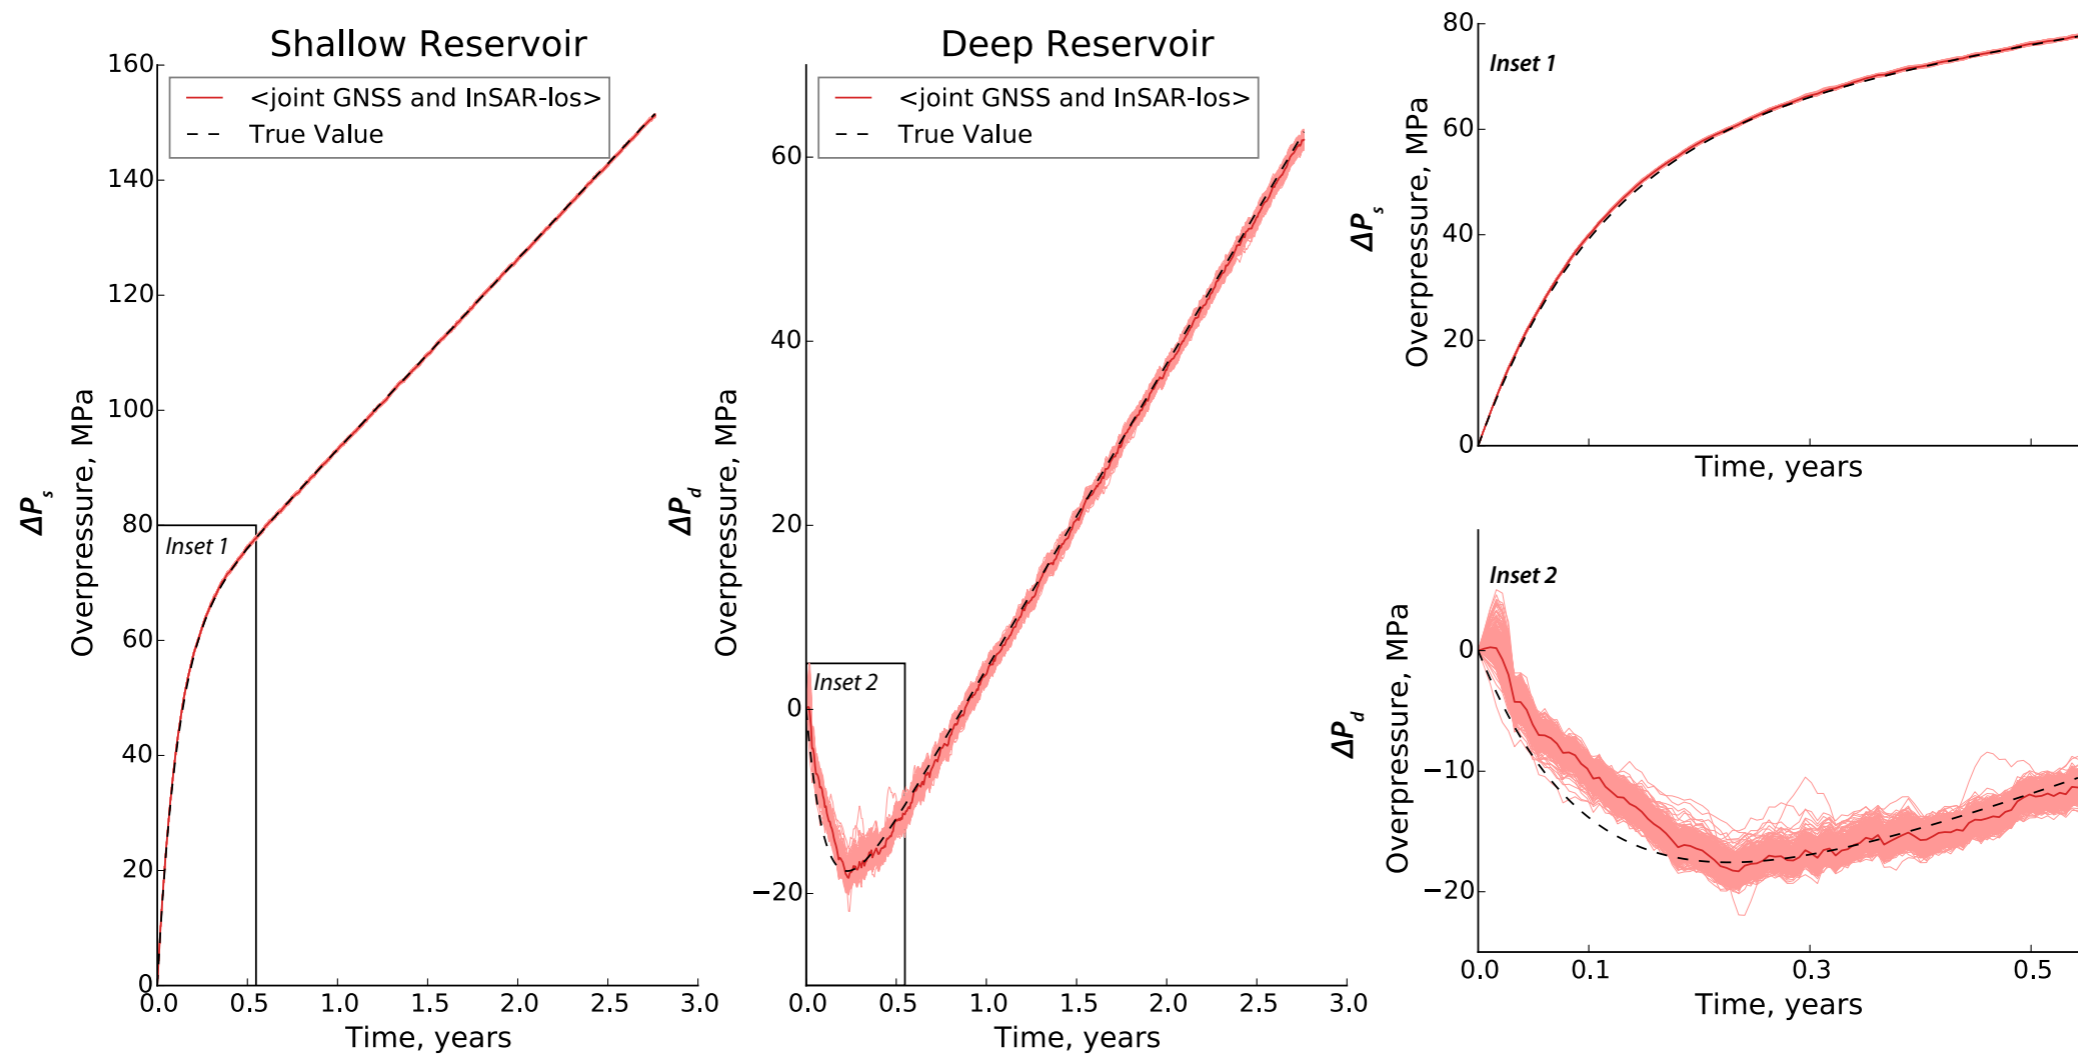 Shallow Reservoir
160
140
120
100
80
60
40
20
0
<joint GNSS and InSAR-los>
True Value
Inset 1
ΔPs
Overpressure, MPa
0.0 0.5 1.0 1.5 2.0 2.5 3.0
Time, years
Deep Reservoir
60
40
20
0
−20
<joint GNSS and InSAR-los>
True Value
Inset 2
ΔPd
Overpressure, MPa
0.0 0.5 1.0 1.5 2.0 2.5 3.0
Time, years
80
60
40
20
0
Inset 1
ΔPs
Overpressure, MPa
Time, years
Inset 2
0
−10
−20
ΔPd
Overpressure, MPa
0.0 0.1 0.3 0.5
Time, years